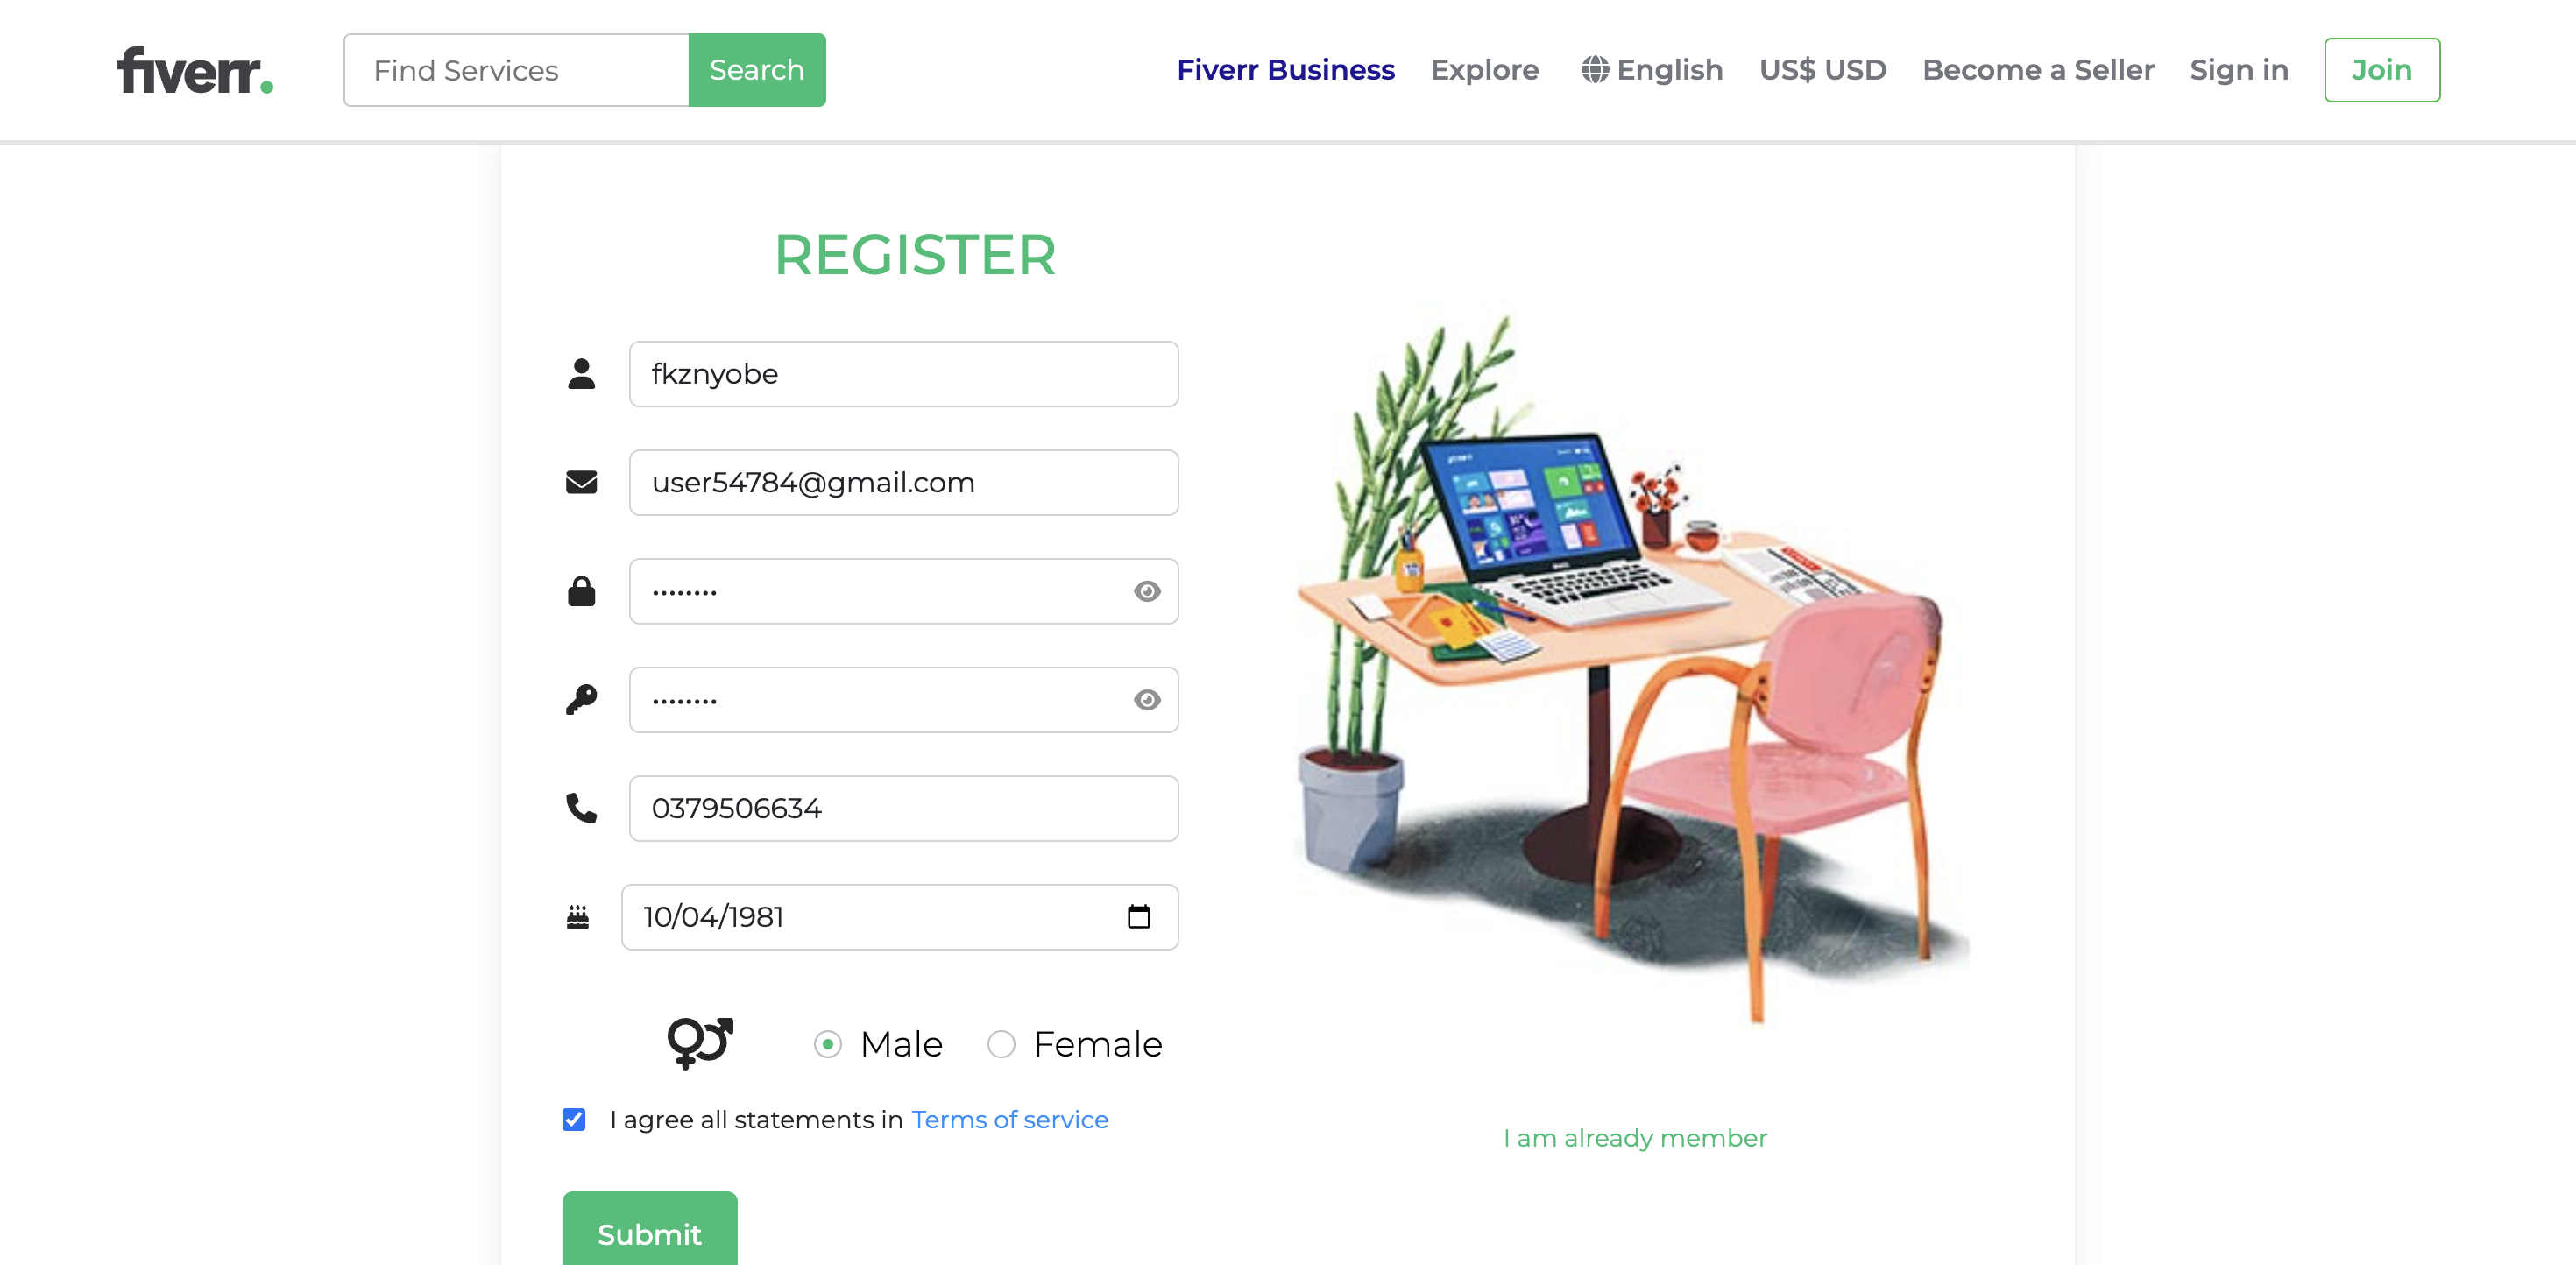 fiverr.
Find Services
Search
Fiverr Business
Explore
English
US$ USD
Become a Seller
Sign in
Join
REGISTER
fkznyobe
user54784@gmail.com
••••••••
••••••••
0379506634
10/04/1981
Male
Female
I agree all statements in Terms of service
I am already member
Submit